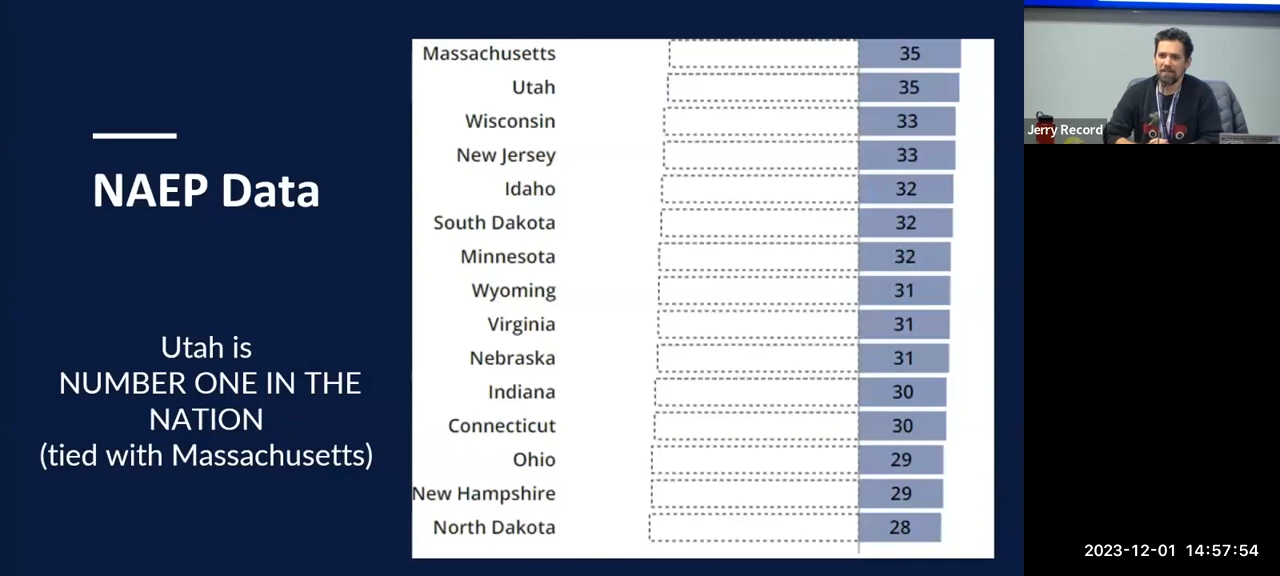 NAEP Data
Utah is
NUMBER ONE IN THE
NATION
(tied with Massachusetts)
Massachusetts 35
Utah 35
Wisconsin 33
New Jersey 33
Idaho 32
South Dakota 32
Minnesota 32
Wyoming 31
Virginia 31
Nebraska 31
Indiana 30
Connecticut 30
Ohio 29
New Hampshire 29
North Dakota 28
Jerry Record
2023-12-01 14:57:54